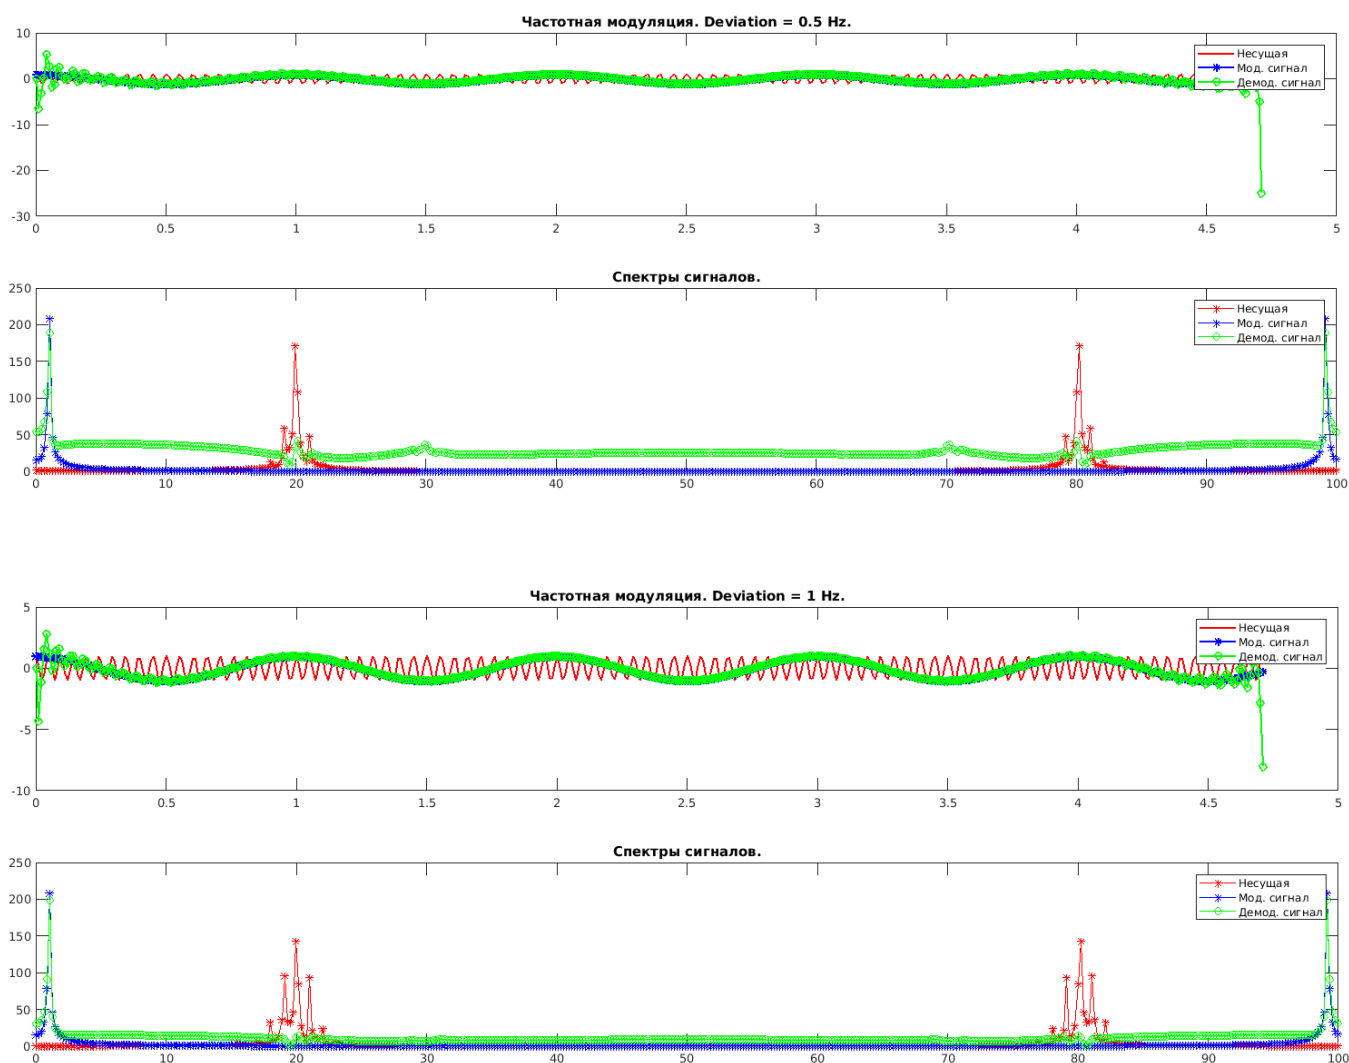 Частотная модуляция. Deviation = 0.5 Hz.
10
0
-10
-20
-30
0 0.5 1 1.5 2 2.5 3 3.5 4 4.5 5
Несущая
Мод. сигнал
Демод. сигнал
Спектры сигналов.
250
200
150
100
50
0
0 10 20 30 40 50 60 70 80 90 100
Несущая
Мод. сигнал
Демод. сигнал
Частотная модуляция. Deviation = 1 Hz.
5
0
-5
-10
0 0.5 1 1.5 2 2.5 3 3.5 4 4.5 5
Несущая
Мод. сигнал
Демод. сигнал
Спектры сигналов.
250
200
150
100
50
0
0 10 20 30 40 50 60 70 80 90 100
Несущая
Мод. сигнал
Демод. сигнал